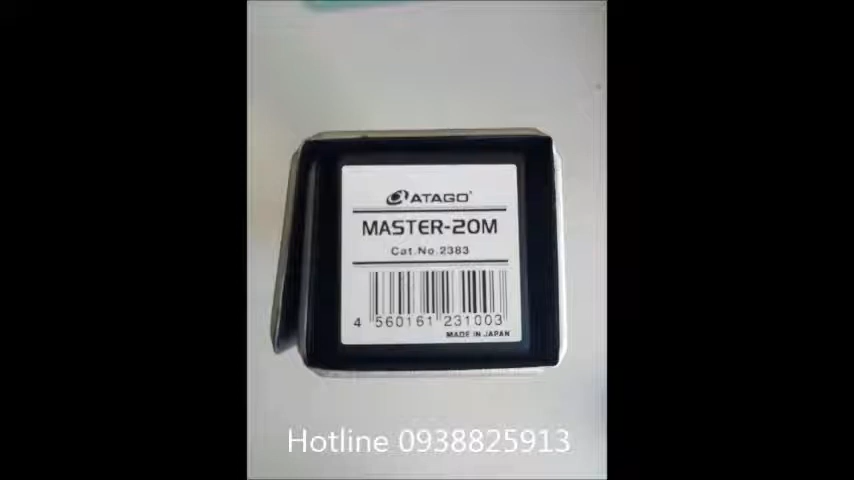 ATAGO®
MASTER-20M
Cat.No.2383
4 560161 231003
MADE IN JAPAN
Hotline 0938825913